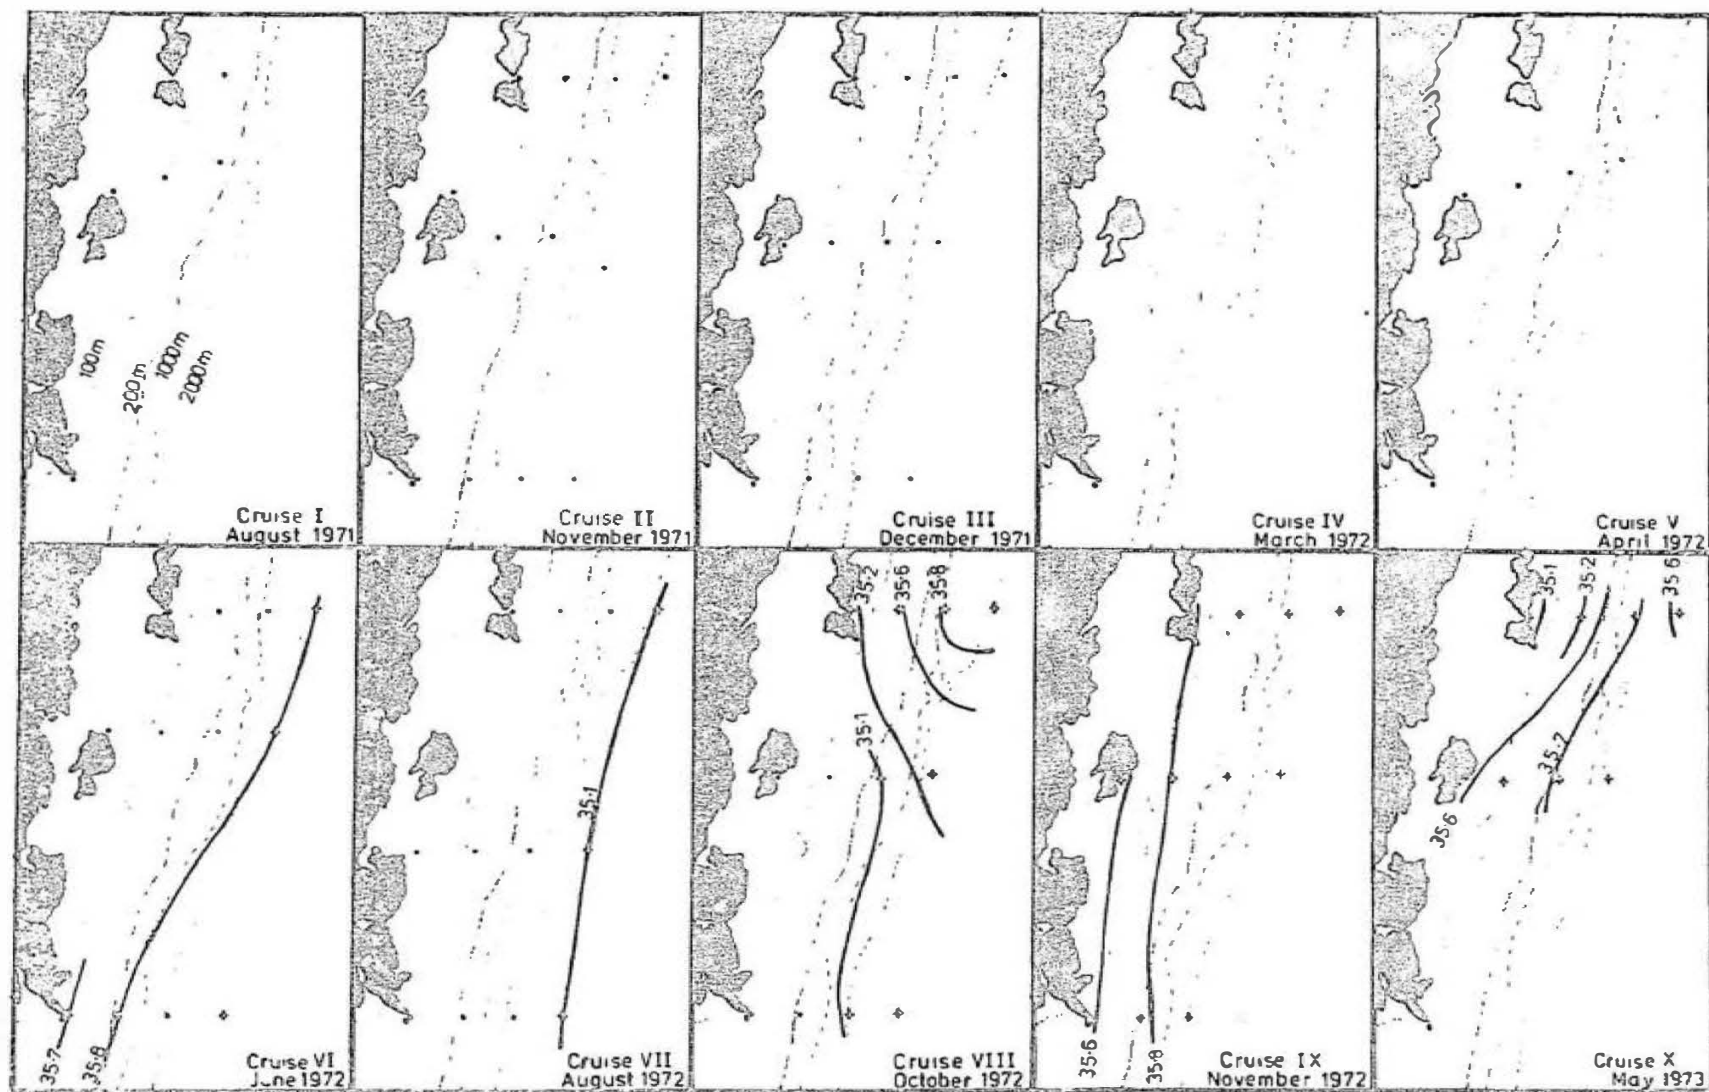 100m
200m
1000m
2000m
Cruise I
August 1971
Cruise II
November 1971
Cruise III
December 1971
Cruise IV
March 1972
Cruise V
April 1972
35·7
35·8
Cruise VI
June 1972
35·1
Cruise VII
August 1972
35·2
35·6
35·8
35·1
Cruise VIII
October 1972
35·6
35·8
Cruise IX
November 1972
35·1
35·2
35·6
35·2
35·6
Cruise X
May 1973